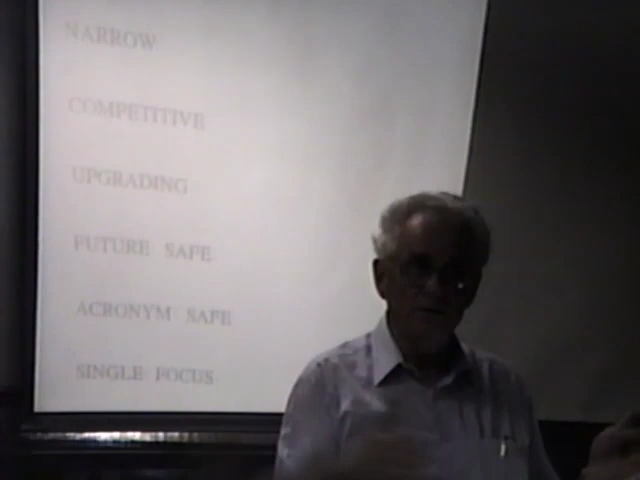 NARROW
COMPETITIVE
UPGRADING
FUTURE SAFE
ACRONYM SAFE
SINGLE FOCUS